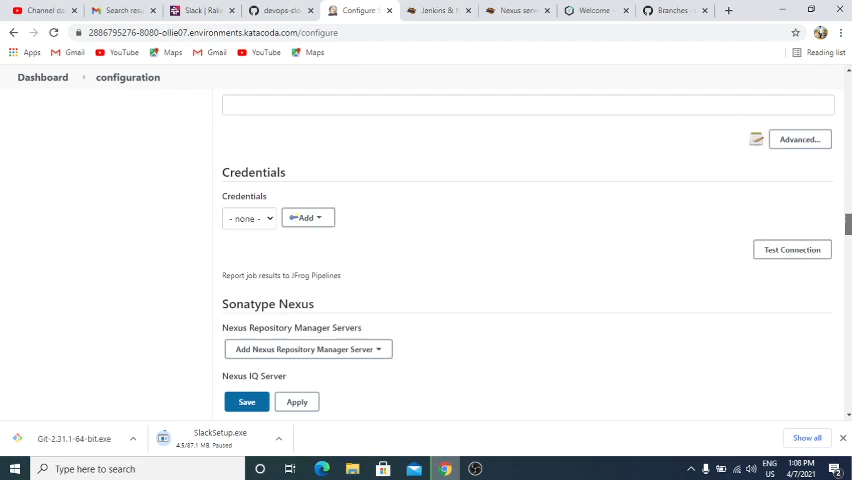 Channel da
Search resu
Slack | Rake
devops-clou
Configure S
Jenkins & N
Nexus serve
Welcome -
Branches - s
2886795276-8080-ollie07.environments.katacoda.com/configure
Apps
Gmail
YouTube
Maps
Gmail
YouTube
Maps
Reading list
Dashboard
configuration
Advanced...
Credentials
Credentials
- none -
Add
Test Connection
Report job results to JFrog Pipelines
Sonatype Nexus
Nexus Repository Manager Servers
Add Nexus Repository Manager Server
Nexus IQ Server
Save
Apply
Git-2.31.1-64-bit.exe
SlackSetup.exe
4.5/87.1 MB, Paused
Show all
Type here to search
ENG
US
1:08 PM
4/7/2021
2